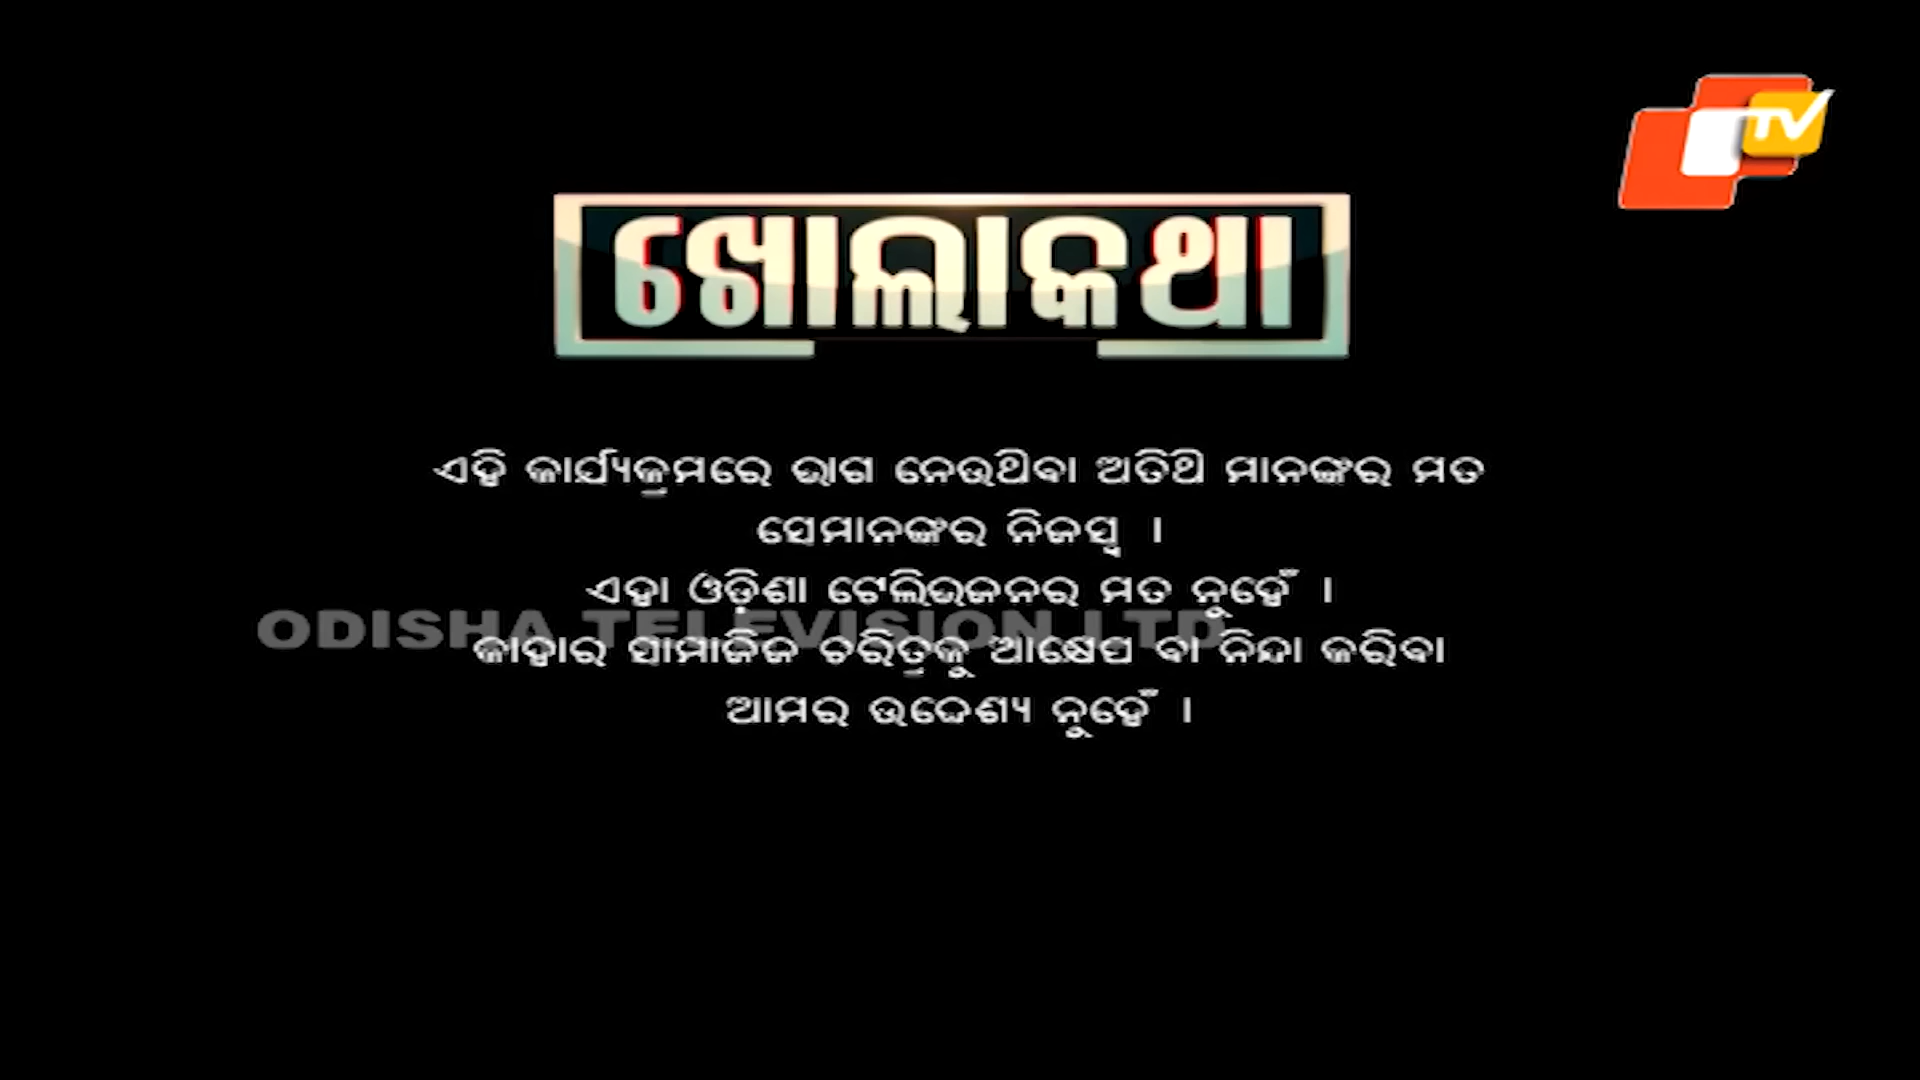 TV
ଖୋଲାକଥା
ଏହି କାର୍ଯ୍ୟକ୍ରମରେ ଭାଗ ନେଉଥିବା ଅତିଥି ମାନଙ୍କର ମତ
ସେମାନଙ୍କର ନିଜସ୍ୱ ।
ଏହା ଓଡ଼ିଶା ଟେଲିଭିଜନର ମତ ନୁହେଁ ।
ODISHA TELEVISION LTD
କାହାର ସାମାଜିକ ଚରିତ୍ରକୁ ଆକ୍ଷେପ ବା ନିନ୍ଦା କରିବା
ଆମର ଉଦ୍ଦେଶ୍ୟ ନୁହେଁ ।